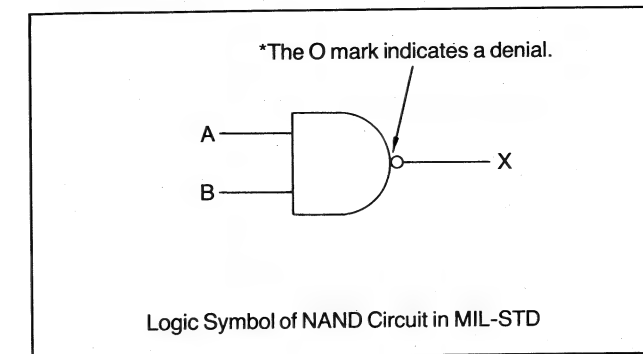 *The O mark indicates a denial.
A
B
X
Logic Symbol of NAND Circuit in MIL-STD